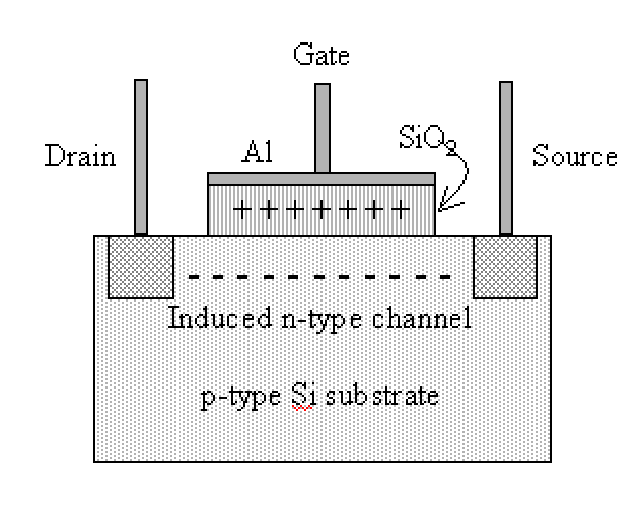 Gate
SiO₂
Al
Drain
Source
+ + + + + + +
- - - - - - - - - - -
Induced n-type channel
p-type Si substrate